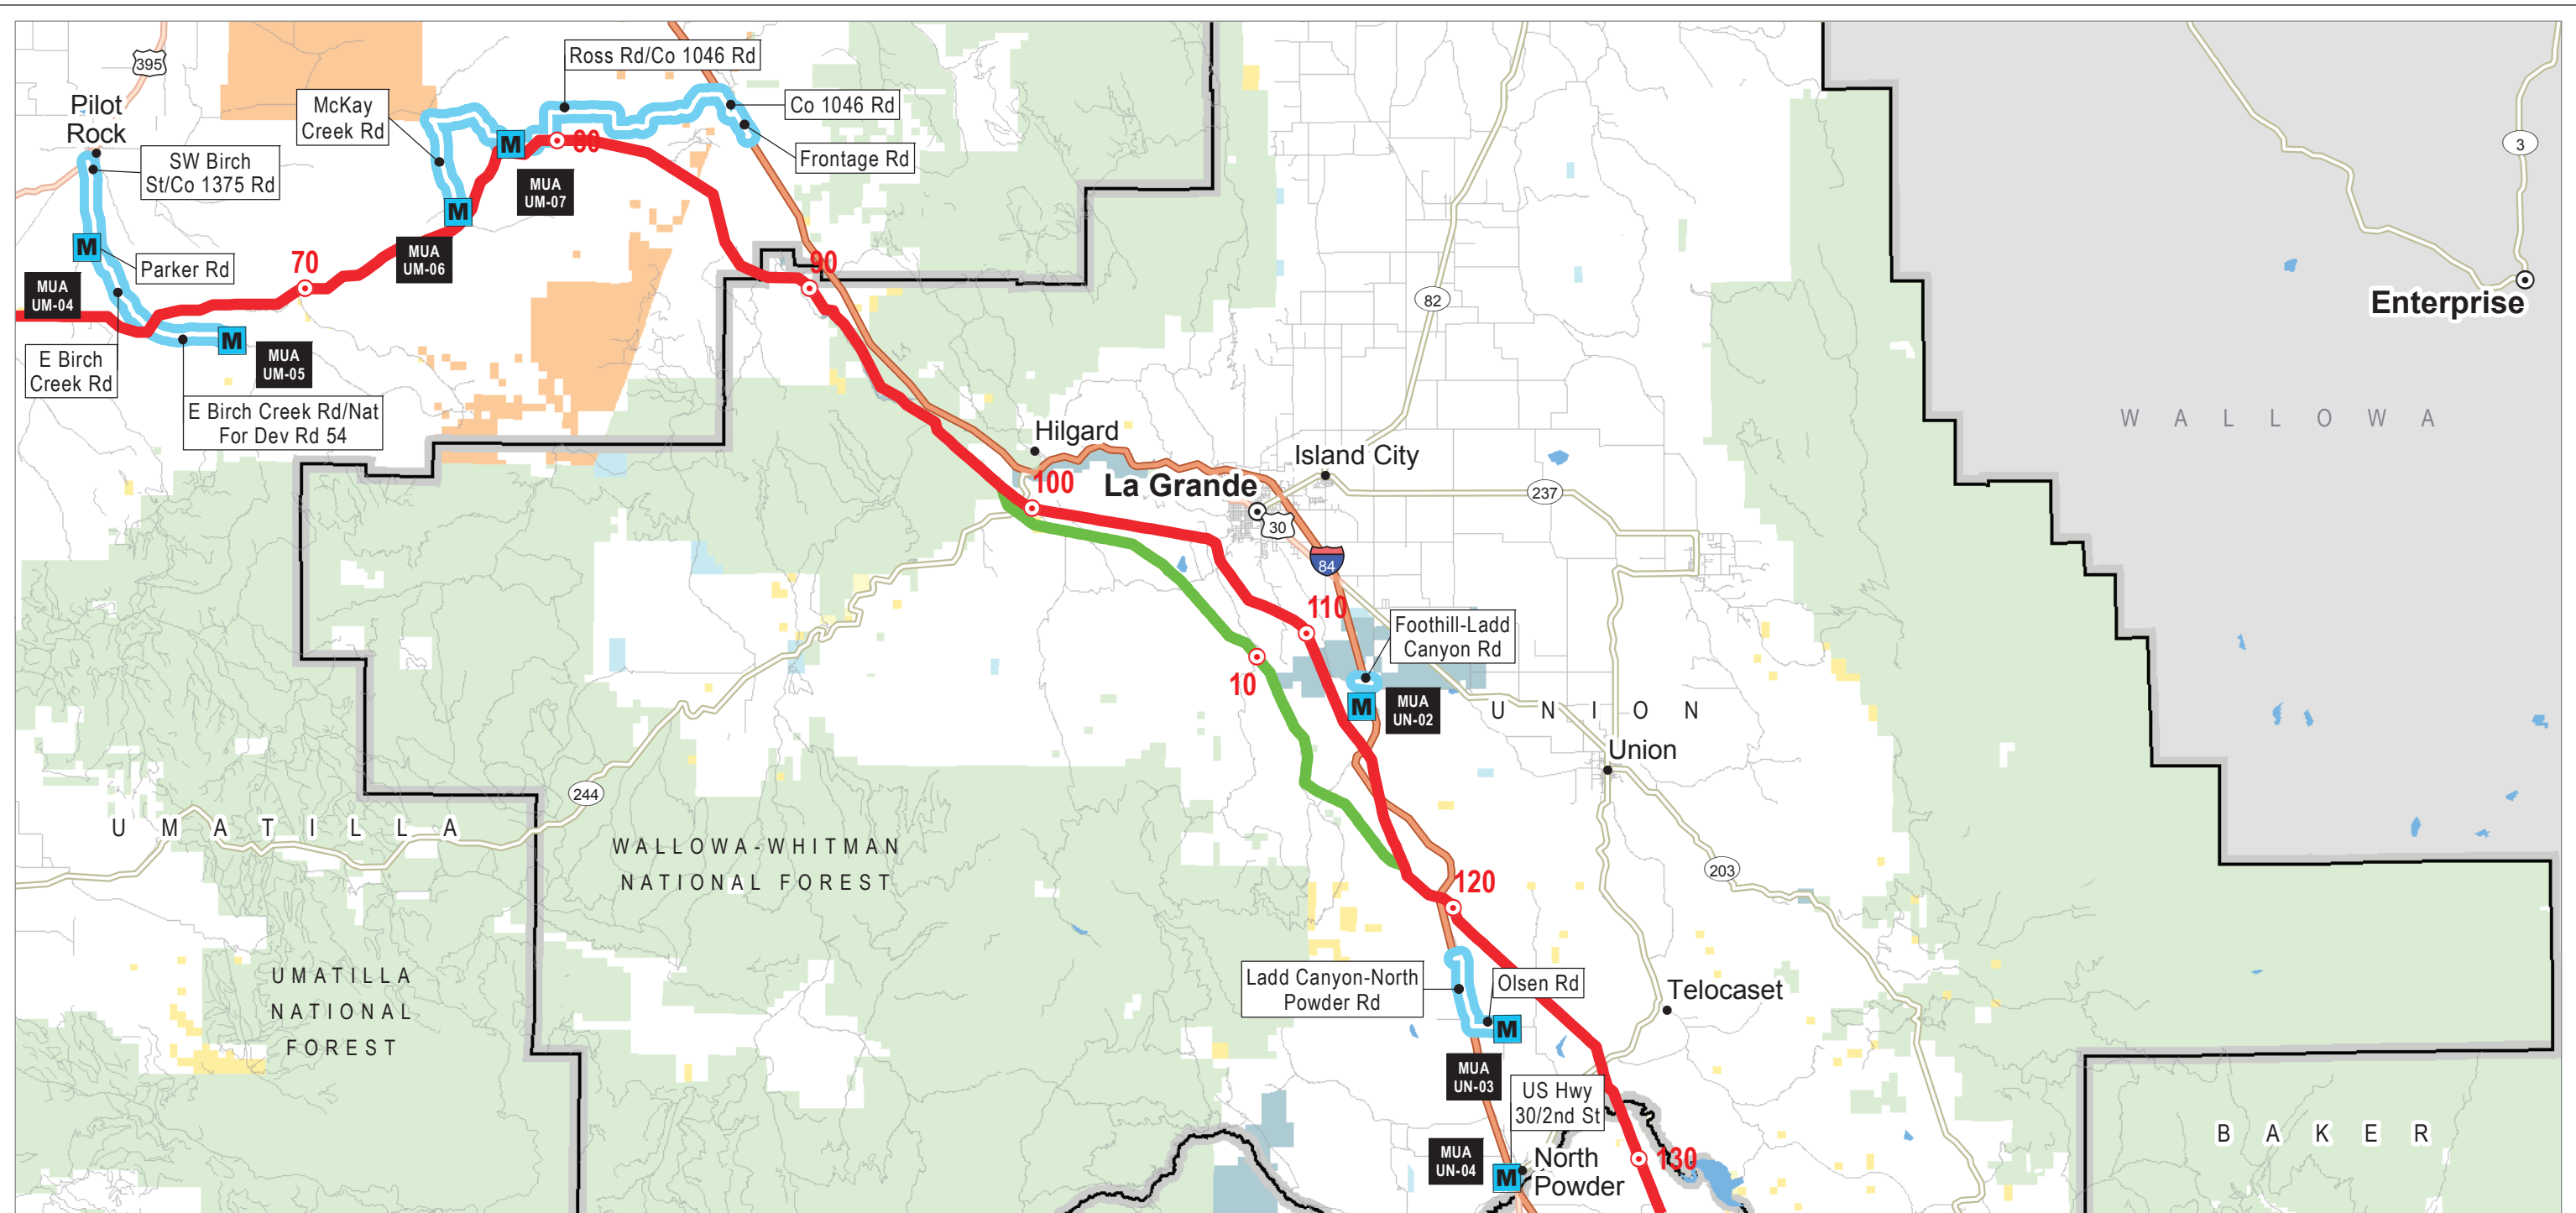 395
Pilot
Rock
SW Birch
St/Co 1375 Rd
McKay
Creek Rd
Ross Rd/Co 1046 Rd
Co 1046 Rd
Frontage Rd
M
80
M
MUA
UM-07
M
Parker Rd
MUA
UM-04
70
MUA
UM-06
90
M
MUA
UM-05
E Birch
Creek Rd
E Birch Creek Rd/Nat
For Dev Rd 54
82
3
Enterprise
WALLOWA
Hilgard
100
La Grande
Island City
30
237
84
110
10
Foothill-Ladd
Canyon Rd
M
MUA
UN-02
UNION
Union
244
UMATILLA
WALLOWA-WHITMAN
NATIONAL FOREST
203
120
UMATILLA
NATIONAL
FOREST
Ladd Canyon-North
Powder Rd
Olsen Rd
M
Telocaset
MUA
UN-03
US Hwy
30/2nd St
MUA
UN-04
M
North
Powder
130
BAKER